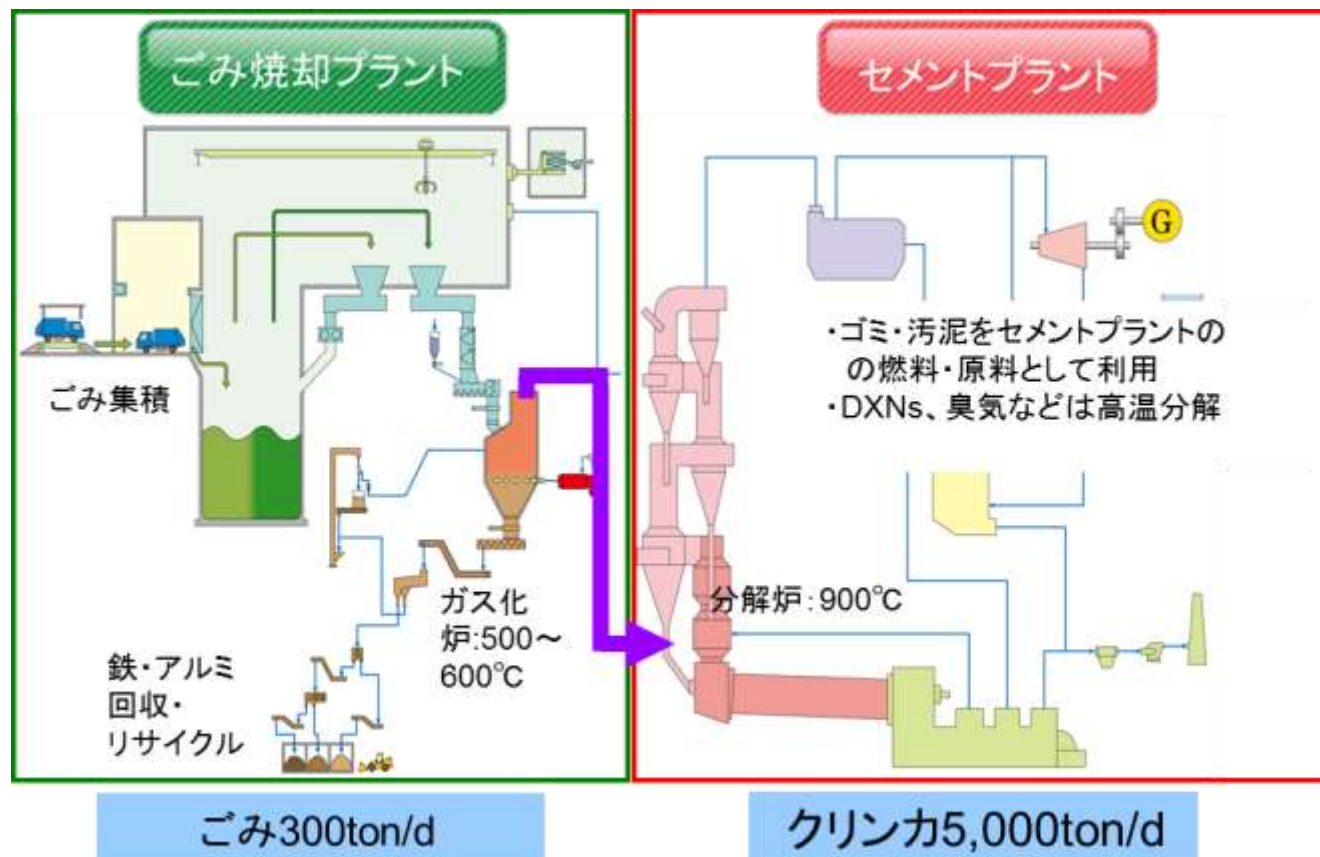 ごみ焼却プラント
セメントプラント
G
・ゴミ・汚泥をセメントプラントの
の燃料・原料として利用
・DXNs、臭気などは高温分解
ごみ集積
ガス化
炉:500～
600℃
分解炉:900℃
鉄・アルミ
回収・
リサイクル
ごみ300ton/d
クリンカ5,000ton/d